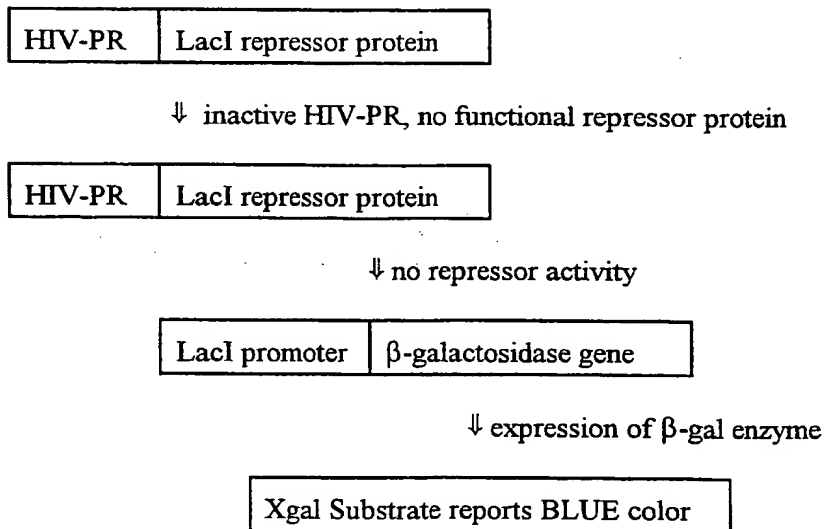 HIV-PR LacI repressor protein
⇓ inactive HIV-PR, no functional repressor protein
HIV-PR LacI repressor protein
⇓ no repressor activity
LacI promoter β-galactosidase gene
⇓ expression of β-gal enzyme
Xgal Substrate reports BLUE color